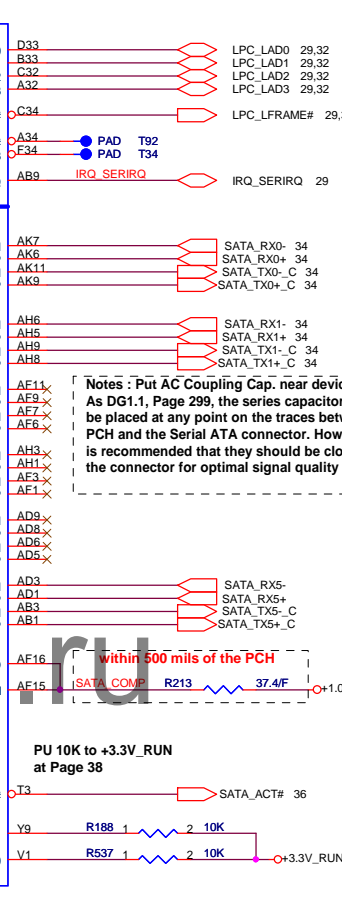 D33 LPC_LAD0 29,32
B33 LPC_LAD1 29,32
C32 LPC_LAD2 29,32
A32 LPC_LAD3 29,32
C34 LPC_LFRAME#
A34 PAD T92
F34 PAD T34
AB9 IRQ_SERIRQ IRQ_SERIRQ 29
AK7 SATA_RX0- 34
AK6 SATA_RX0+ 34
AK11 SATA_TX0-_C 34
AK9 SATA_TX0+_C 34
AH6 SATA_RX1- 34
AH5 SATA_RX1+ 34
AH9 SATA_TX1-_C 34
AH8 SATA_TX1+_C 34
AF11
AF9
AF7
AF6
AH3
AH1
AF3
AF1
Notes : Put AC Coupling Cap. near
As DG1.1, Page 299, the series
be placed at any point on the traces
PCH and the Serial ATA connector.
is recommended that they should be
the connector for optimal signal quality
AD9
AD8
AD6
AD5
AD3 SATA_RX5-
AD1 SATA_RX5+
AB3 SATA_TX5-_C
AB1 SATA_TX5+_C
.ru
AF16 within 500 mils of the PCH
AF15 SATA_COMP R213 37.4/F
PU 10K to +3.3V_RUN
at Page 38
T3 SATA_ACT# 36
Y9 R188 1 2 10K
V1 R537 1 2 10K +3.3V_RUN